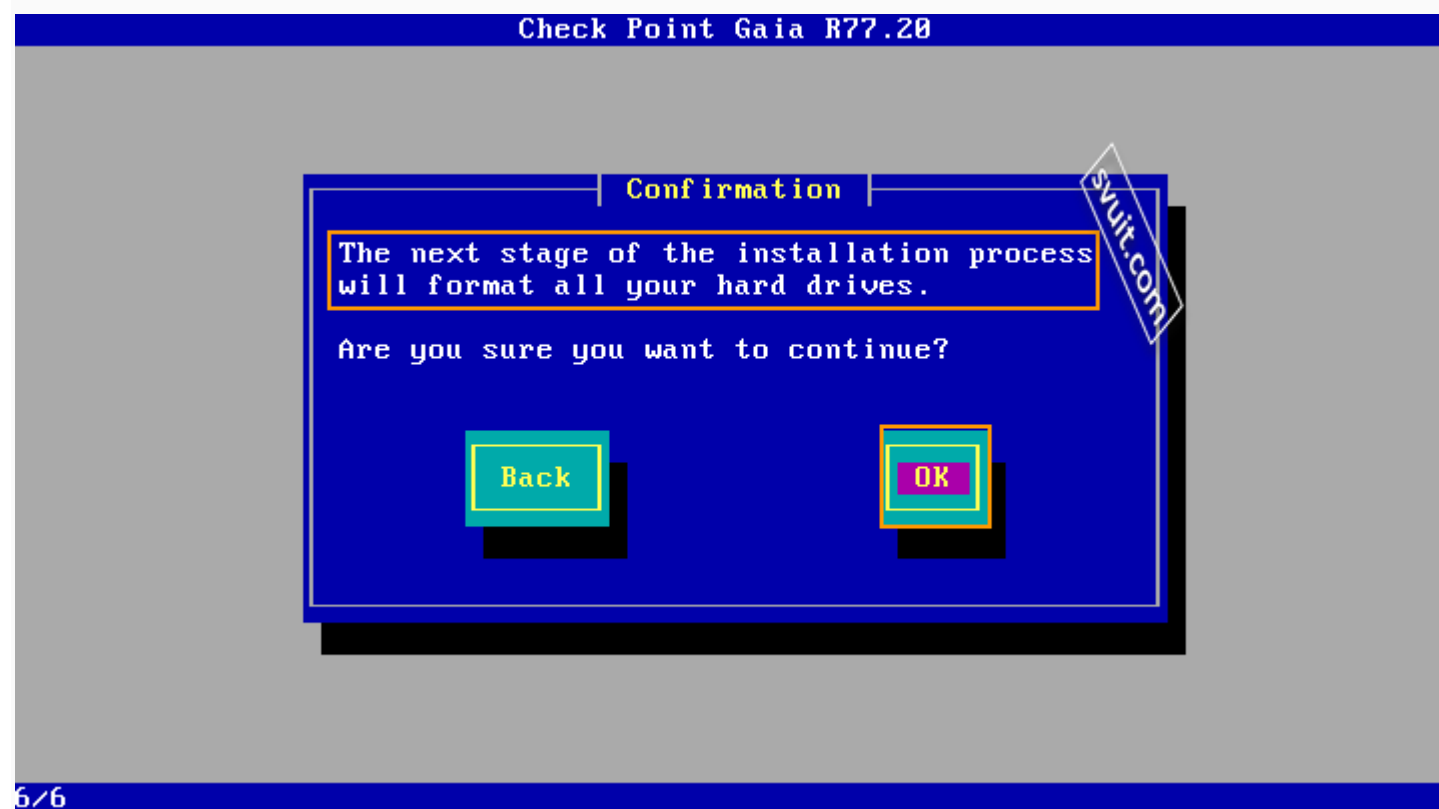 Check Point Gaia R77.20
Confirmation
The next stage of the installation process
will format all your hard drives.
Are you sure you want to continue?
Back
OK
svuit.com
6/6